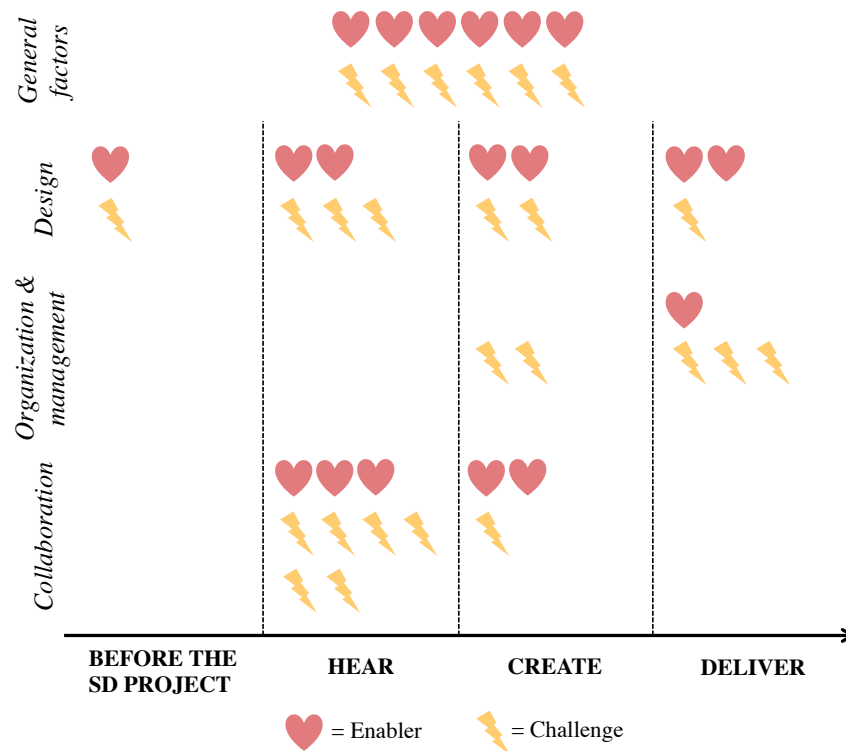 General
factors
Design
Organization &
management
Collaboration
BEFORE THE
SD PROJECT
HEAR
CREATE
DELIVER
= Enabler
= Challenge